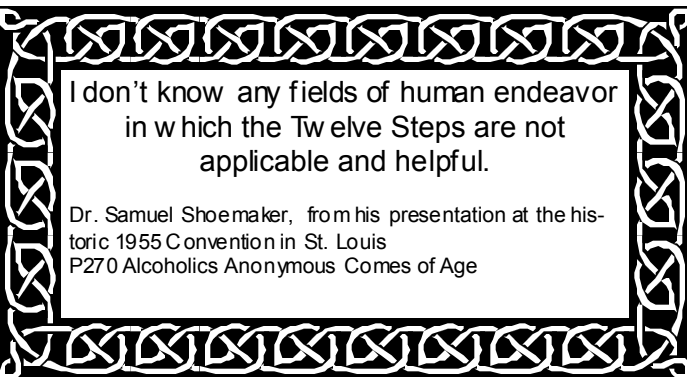 I don't know any fields of human endeavor
in which the Twelve Steps are not
applicable and helpful.
Dr. Samuel Shoemaker, from his presentation at the his-
toric 1955 Convention in St. Louis
P270 Alcoholics Anonymous Comes of Age